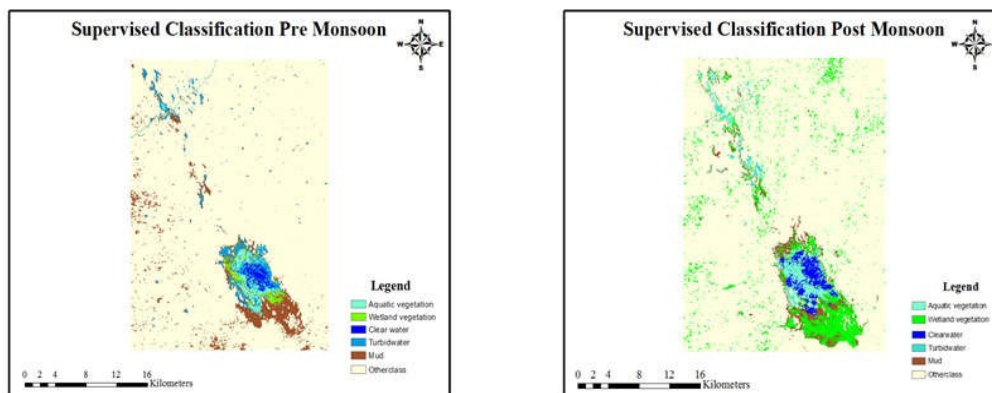 Supervised Classification Pre Monsoon
N
W E
S
Legend
Aquatic vegetation
Wetland vegetation
Clear water
Turbidwater
Mud
Otherclass
0 2 4 8 12 16
Kilometers
Supervised Classification Post Monsoon
N
W E
S
Legend
Aquatic vegetation
Wetland vegetation
Clearwater
Turbidwater
Mud
Otherclass
0 2 4 8 12 16
Kilometers